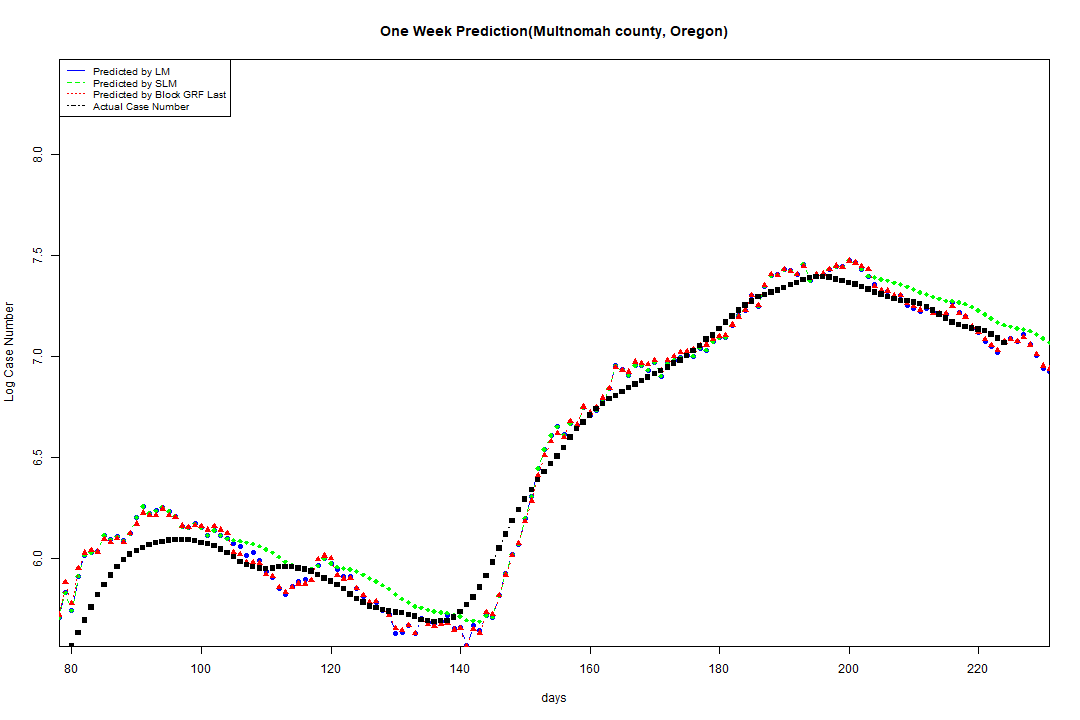 One Week Prediction(Multnomah county, Oregon)
Predicted by LM
Predicted by SLM
Predicted by Block GRF Last
Actual Case Number
8.0
7.5
7.0
6.5
6.0
Log Case Number
80 100 120 140 160 180 200 220
days